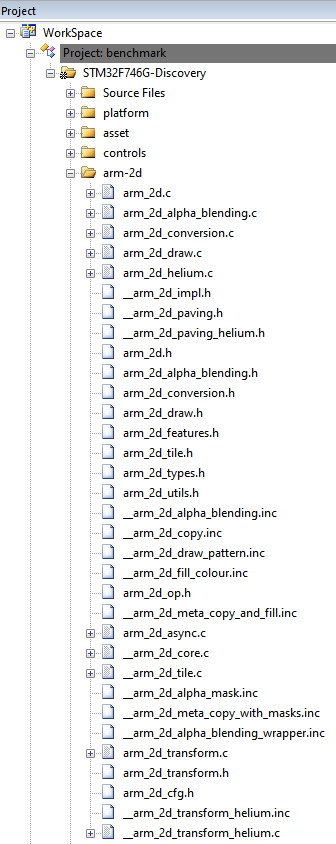 Project
WorkSpace
Project: benchmark
STM32F746G-Discovery
Source Files
platform
asset
controls
arm-2d
arm_2d.c
arm_2d_alpha_blending.c
arm_2d_conversion.c
arm_2d_draw.c
arm_2d_helium.c
__arm_2d_impl.h
__arm_2d_paving.h
__arm_2d_paving_helium.h
arm_2d.h
arm_2d_alpha_blending.h
arm_2d_conversion.h
arm_2d_draw.h
arm_2d_features.h
arm_2d_tile.h
arm_2d_types.h
arm_2d_utils.h
__arm_2d_alpha_blending.inc
__arm_2d_copy.inc
__arm_2d_draw_pattern.inc
__arm_2d_fill_colour.inc
arm_2d_op.h
__arm_2d_meta_copy_and_fill.inc
arm_2d_async.c
__arm_2d_core.c
arm_2d_tile.c
__arm_2d_alpha_mask.inc
__arm_2d_meta_copy_with_masks.inc
__arm_2d_alpha_blending_wrapper.inc
arm_2d_transform.c
arm_2d_transform.h
arm_2d_cfg.h
__arm_2d_transform_helium.inc
__arm_2d_transform_helium.c